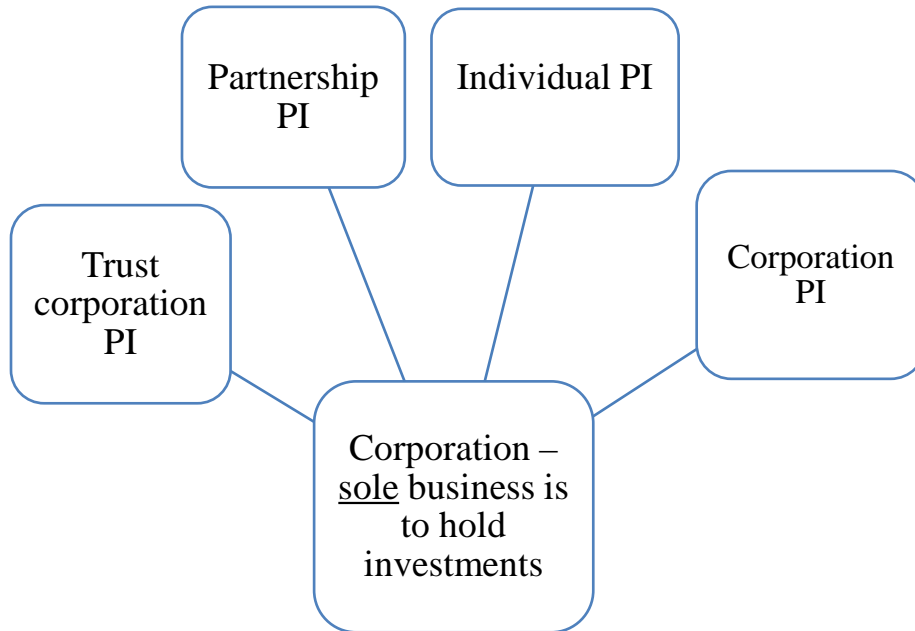 Partnership
PI
Individual PI
Trust
corporation
PI
Corporation
PI
Corporation –
sole business is
to hold
investments